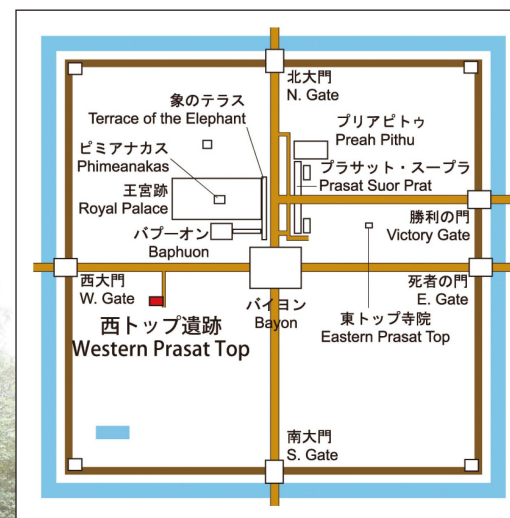 北大門
N. Gate
象のテラス
Terrace of the Elephant
プリアピトゥ
Preah Pithu
ピミアナカス
Phimeanakas
プラサット・スープラ
Prasat Suor Prat
王宮跡
Royal Palace
勝利の門
Victory Gate
バプーオン
Baphuon
西大門
W. Gate
死者の門
E. Gate
バイヨン
Bayon
西トップ遺跡
Western Prasat Top
東トップ寺院
Eastern Prasat Top
南大門
S. Gate